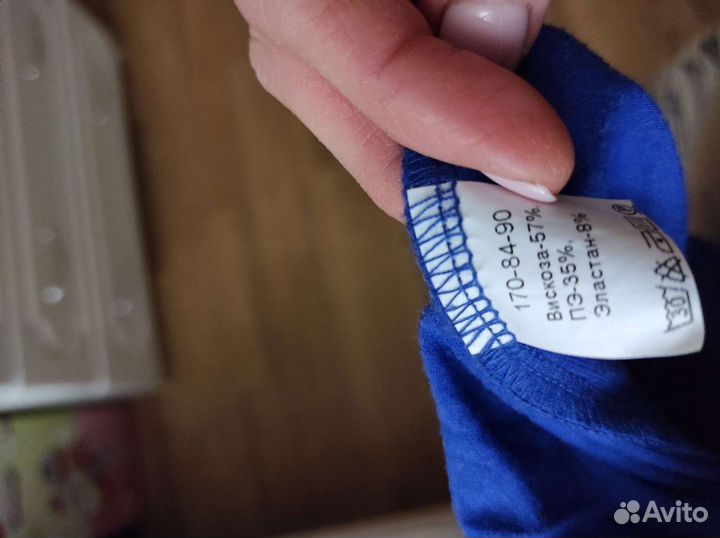 170-84-90
Вискоза-57%,
ПЭ-35%,
Эластан-8%
30
Avito